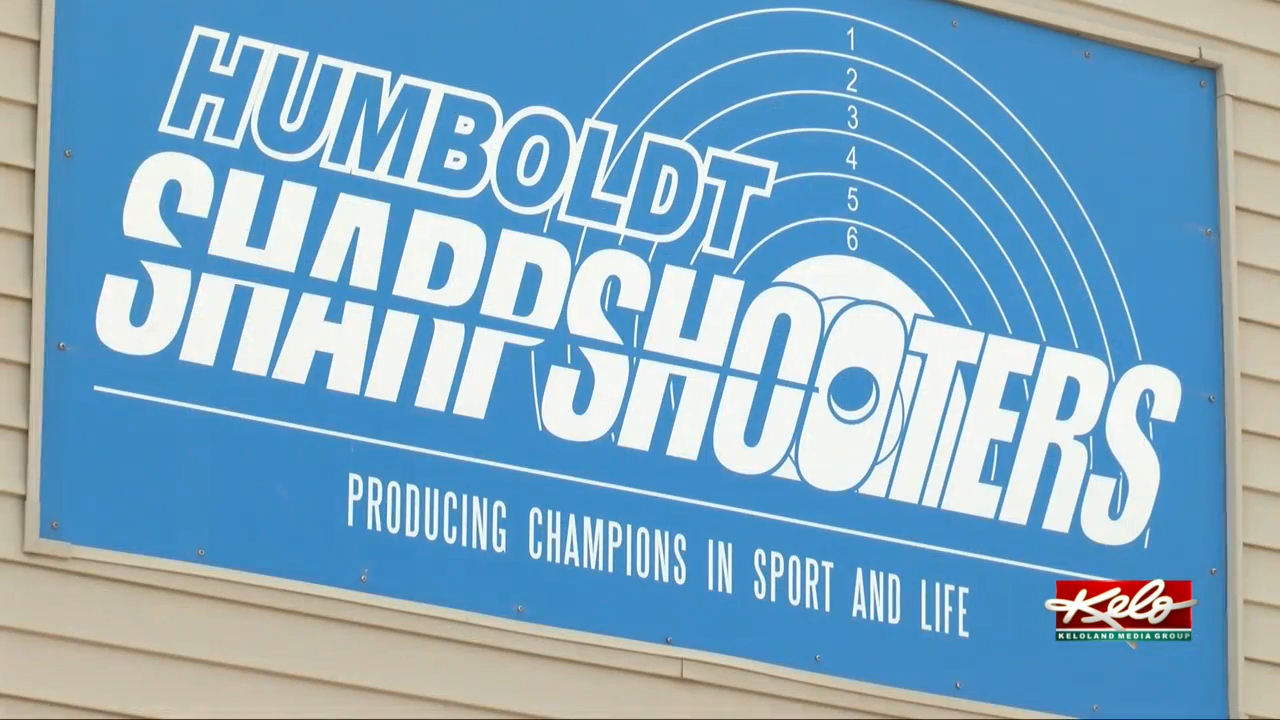 1
2
3
4
5
6
HUMBOLDT
SHARPSHOOTERS
PRODUCING CHAMPIONS IN SPORT AND LIFE
Kelo
KELOLAND MEDIA GROUP